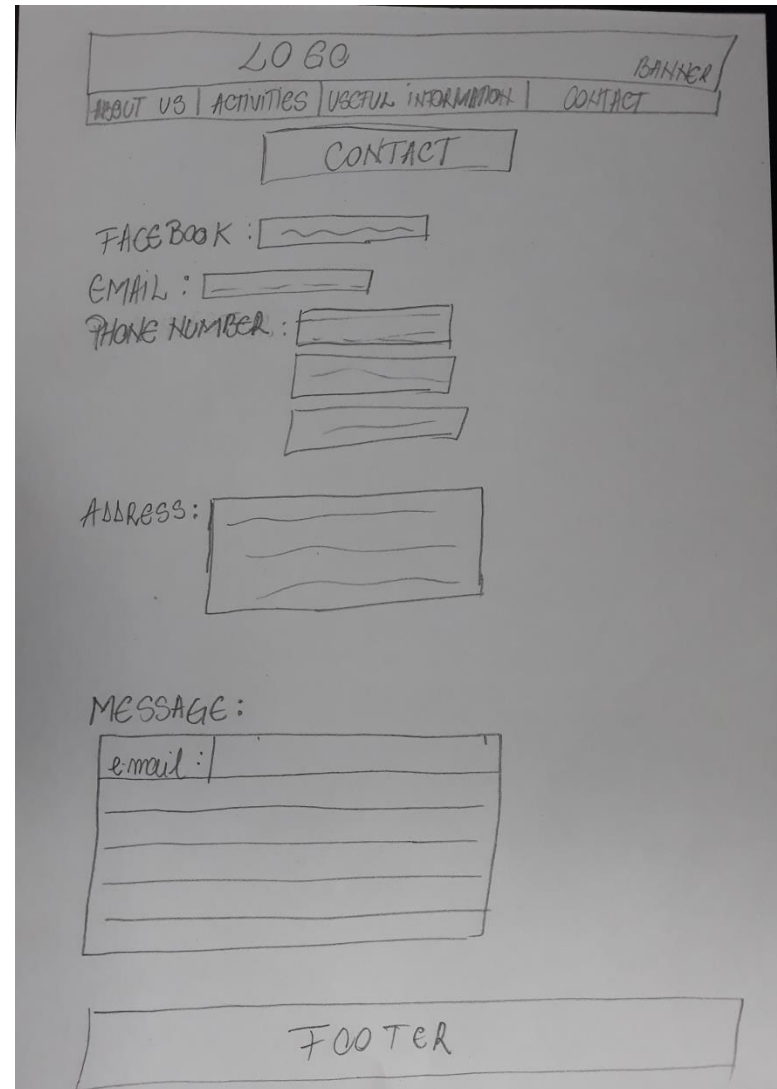 LOGO
BANNER
ABOUT US | ACTIVITIES | USEFUL INFORMATION | CONTACT
CONTACT
FACEBOOK :
EMAIL :
PHONE NUMBER :
ADDRESS :
MESSAGE :
e-mail :
FOOTER